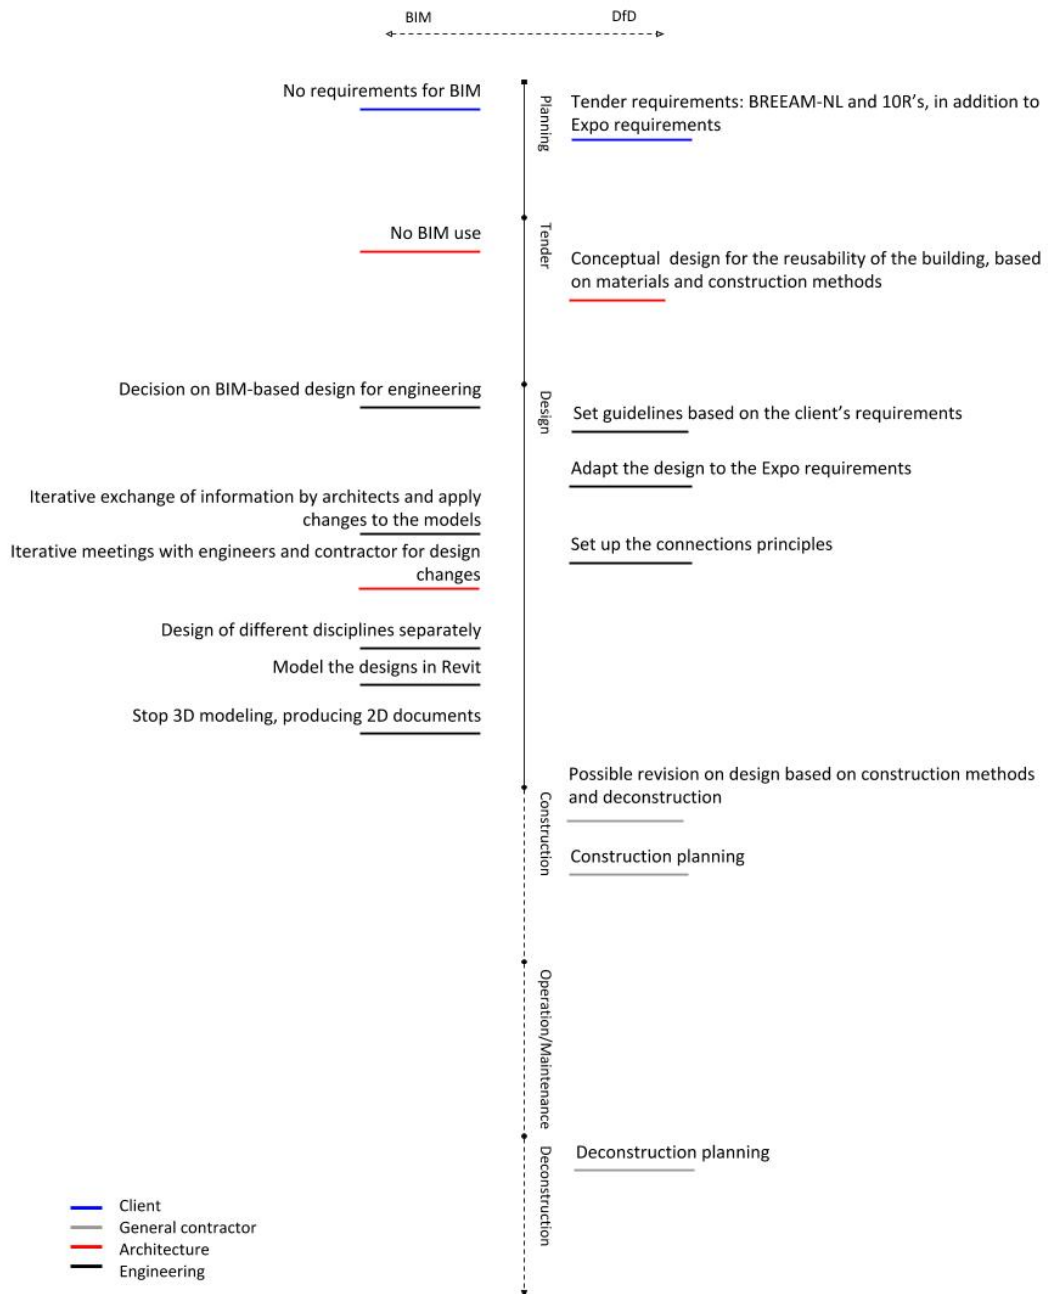 BIM
DfD
No requirements for BIM
Planning
Tender requirements: BREEAM-NL and 10R's, in addition to
Expo requirements
No BIM use
Tender
Conceptual design for the reusability of the building, based
on materials and construction methods
Decision on BIM-based design for engineering
Design
Set guidelines based on the client's requirements
Adapt the design to the Expo requirements
Iterative exchange of information by architects and apply
changes to the models
Set up the connections principles
Iterative meetings with engineers and contractor for design
changes
Design of different disciplines separately
Model the designs in Revit
Stop 3D modeling, producing 2D documents
Possible revision on design based on construction methods
and deconstruction
Construction
Construction planning
Operation/Maintenance
Deconstruction
Deconstruction planning
Client
General contractor
Architecture
Engineering